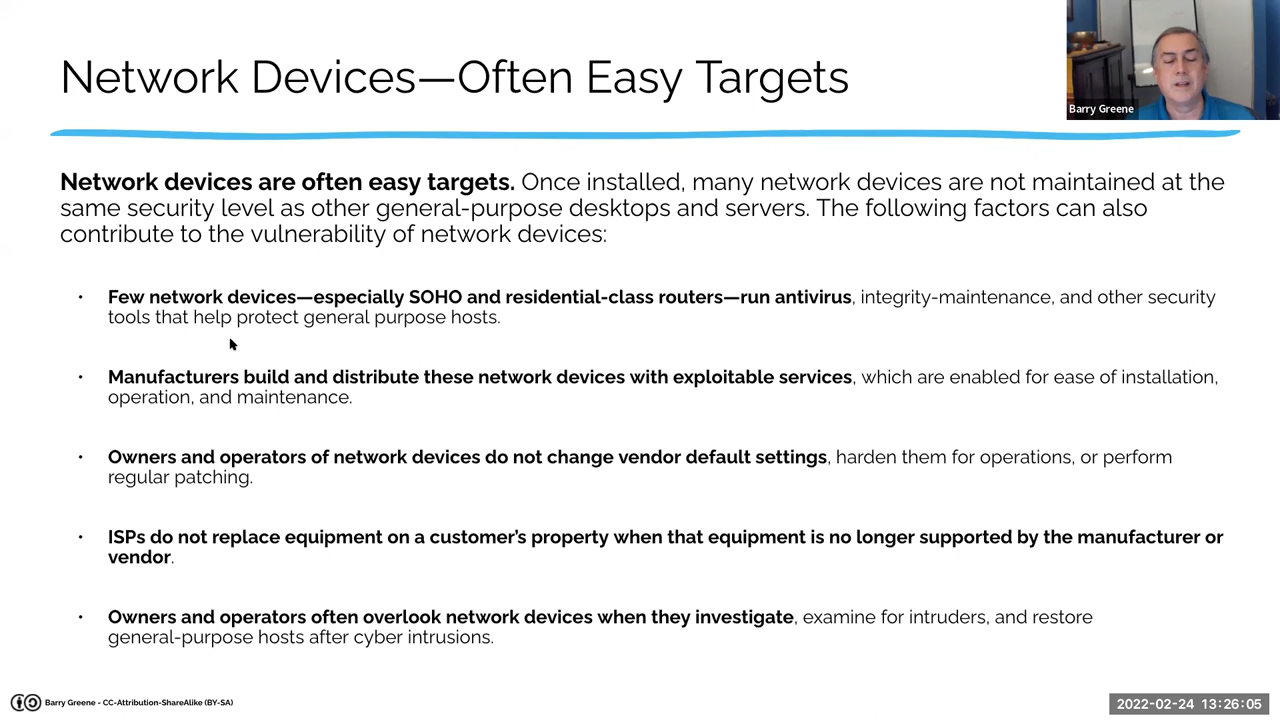 Network Devices—Often Easy Targets
Barry Greene
Network devices are often easy targets. Once installed, many network devices are not maintained at the
same security level as other general-purpose desktops and servers. The following factors can also
contribute to the vulnerability of network devices:
• Few network devices—especially SOHO and residential-class routers—run antivirus, integrity-maintenance, and other security
tools that help protect general purpose hosts.
• Manufacturers build and distribute these network devices with exploitable services, which are enabled for ease of installation,
operation, and maintenance.
• Owners and operators of network devices do not change vendor default settings, harden them for operations, or perform
regular patching.
• ISPs do not replace equipment on a customer’s property when that equipment is no longer supported by the manufacturer or
vendor.
• Owners and operators often overlook network devices when they investigate, examine for intruders, and restore
general-purpose hosts after cyber intrusions.
Barry Greene - CC-Attribution-ShareAlike (BY-SA)
2022-02-24 13:26:05